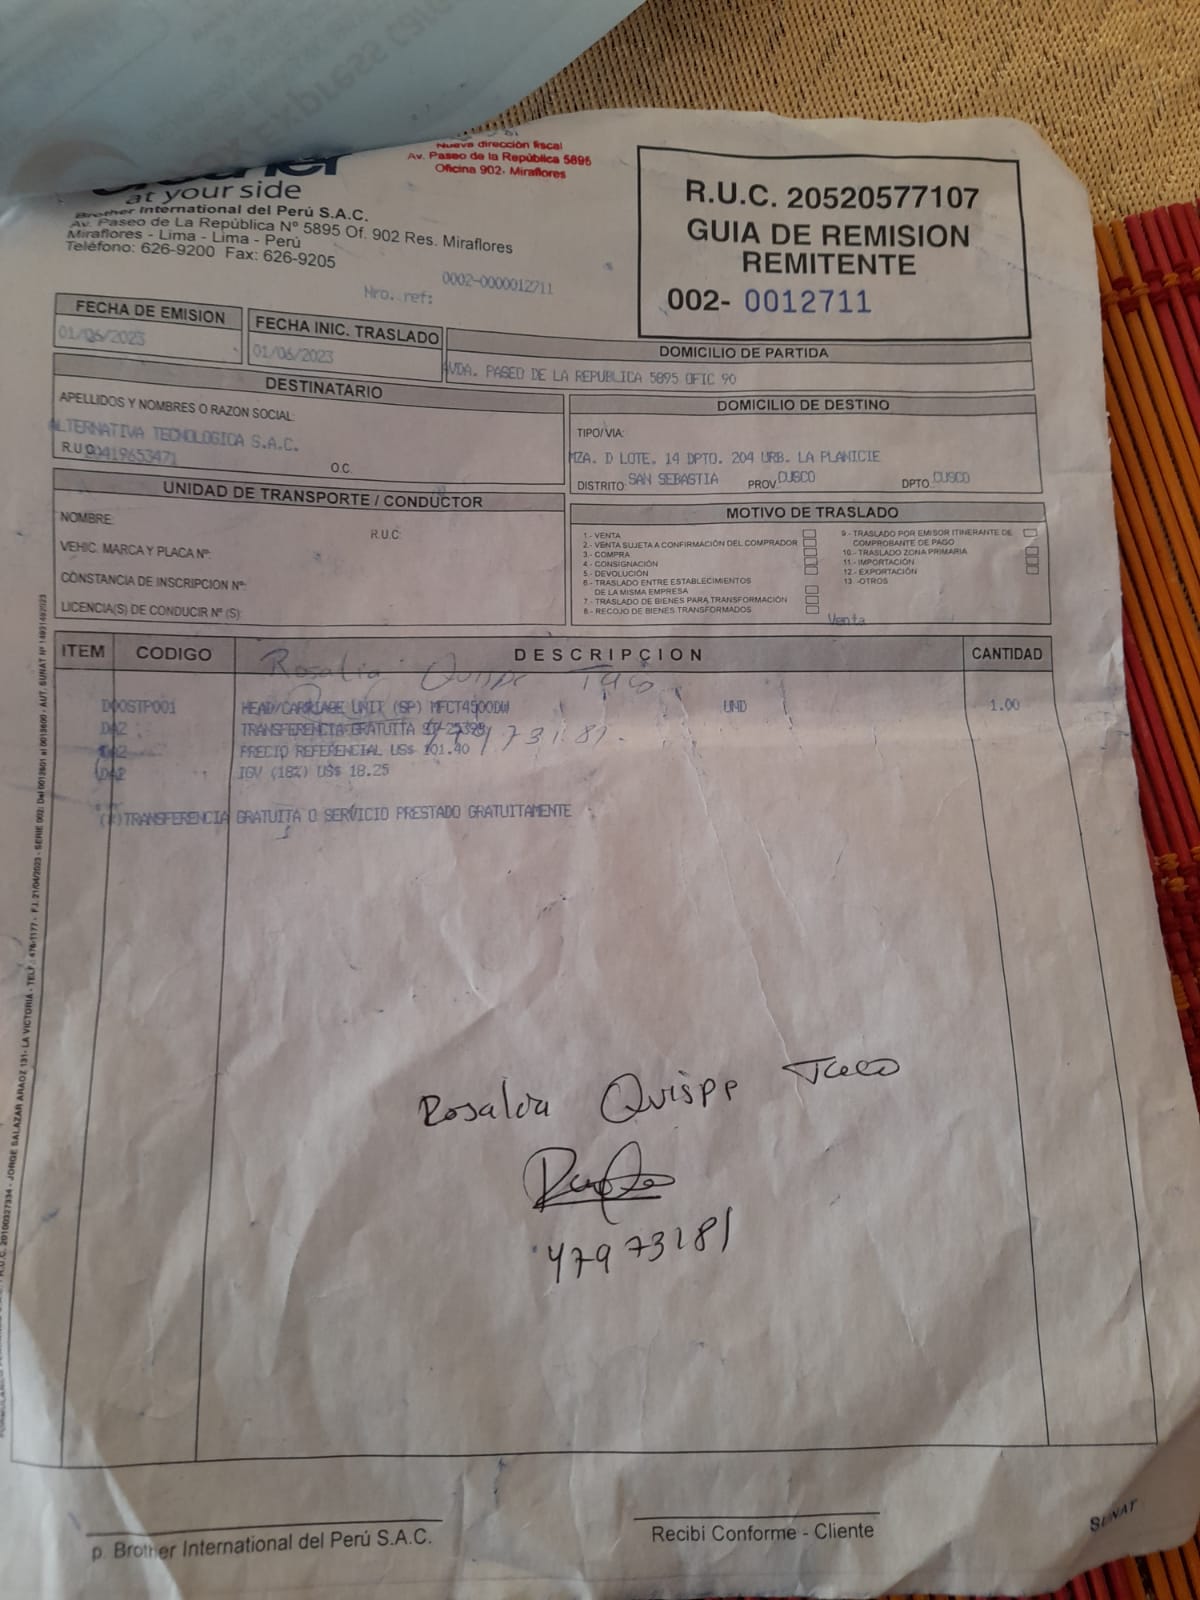 Nueva dirección fiscal
Av. Paseo de la República 5895
Oficina 902- Miraflores
at your side
Brother International del Perú S.A.C.
Av. Paseo de La República Nº 5895 Of. 902 Res. Miraflores
Miraflores - Lima - Lima - Perú
Teléfono: 626-9200 Fax: 626-9205
Nro. ref: 0002-0000012711
R.U.C. 20520577107
GUIA DE REMISION
REMITENTE
002- 0012711
FECHA DE EMISION
01/06/2023
FECHA INIC. TRASLADO
01/06/2023
DOMICILIO DE PARTIDA
AVDA. PASEO DE LA REPUBLICA 5895 OFIC 90
DESTINATARIO
APELLIDOS Y NOMBRES O RAZON SOCIAL:
ALTERNATIVA TECNOLOGICA S.A.C.
R.U.C. 20419653471
O.C.
DOMICILIO DE DESTINO
TIPO/VIA:
MZA. D LOTE. 14 DPTO. 204 URB. LA PLANICIE
DISTRITO: SAN SEBASTIA PROV. CUSCO DPTO. CUSCO
UNIDAD DE TRANSPORTE / CONDUCTOR
NOMBRE:
R.U.C:
VEHIC. MARCA Y PLACA Nº:
CONSTANCIA DE INSCRIPCION Nº:
LICENCIA(S) DE CONDUCIR Nº (S):
MOTIVO DE TRASLADO
1.- VENTA
2.- VENTA SUJETA A CONFIRMACIÓN DEL COMPRADOR
3.- COMPRA
4.- CONSIGNACIÓN
5.- DEVOLUCIÓN
6.- TRASLADO ENTRE ESTABLECIMIENTOS
DE LA MISMA EMPRESA
7.- TRASLADO DE BIENES PARA TRANSFORMACIÓN
8.- RECOJO DE BIENES TRANSFORMADOS
9.- TRASLADO POR EMISOR ITINERANTE DE
COMPROBANTE DE PAGO
10.- TRASLADO ZONA PRIMARIA
11.- IMPORTACIÓN
12.- EXPORTACIÓN
13 -OTROS
Venta
ITEM CODIGO DESCRIPCION CANTIDAD
Rosalia Quispe Taco
D00STP001 HEAD/CARRIAGE UNIT (SP) MFCT4500DW UND 1.00
DA2 TRANSFERENCIA GRATUITA
DA2 PRECIO REFERENCIAL US$ 101.40
DA2 IGV (18%) US$ 18.25
(*)TRANSFERENCIA GRATUITA O SERVICIO PRESTADO GRATUITAMENTE
Rosalia Quispe Taco
47973181
p. Brother International del Perú S.A.C.
Recibi Conforme - Cliente
SUNAT